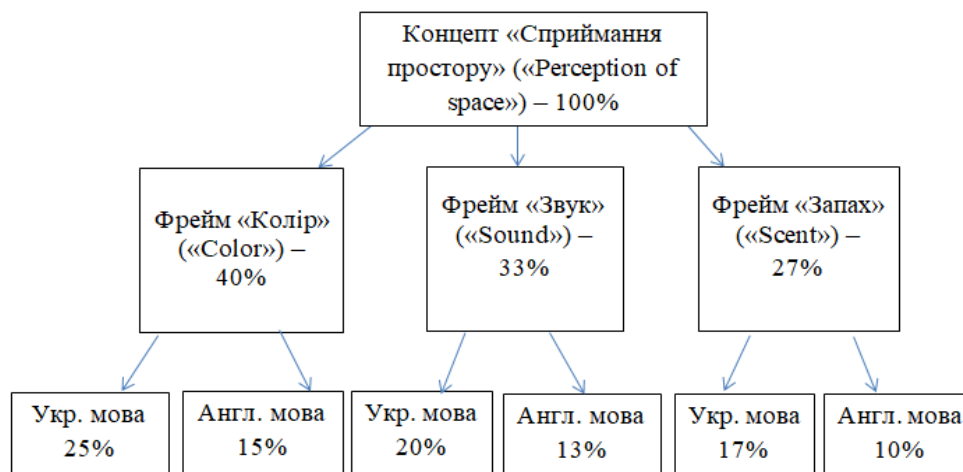 Концепт «Сприймання
простору» («Perception of
space») – 100%
Фрейм «Колір»
(«Color») –
40%
Фрейм «Звук»
(«Sound») –
33%
Фрейм «Запах»
(«Scent») –
27%
Укр. мова
25%
Англ. мова
15%
Укр. мова
20%
Англ. мова
13%
Укр. мова
17%
Англ. мова
10%